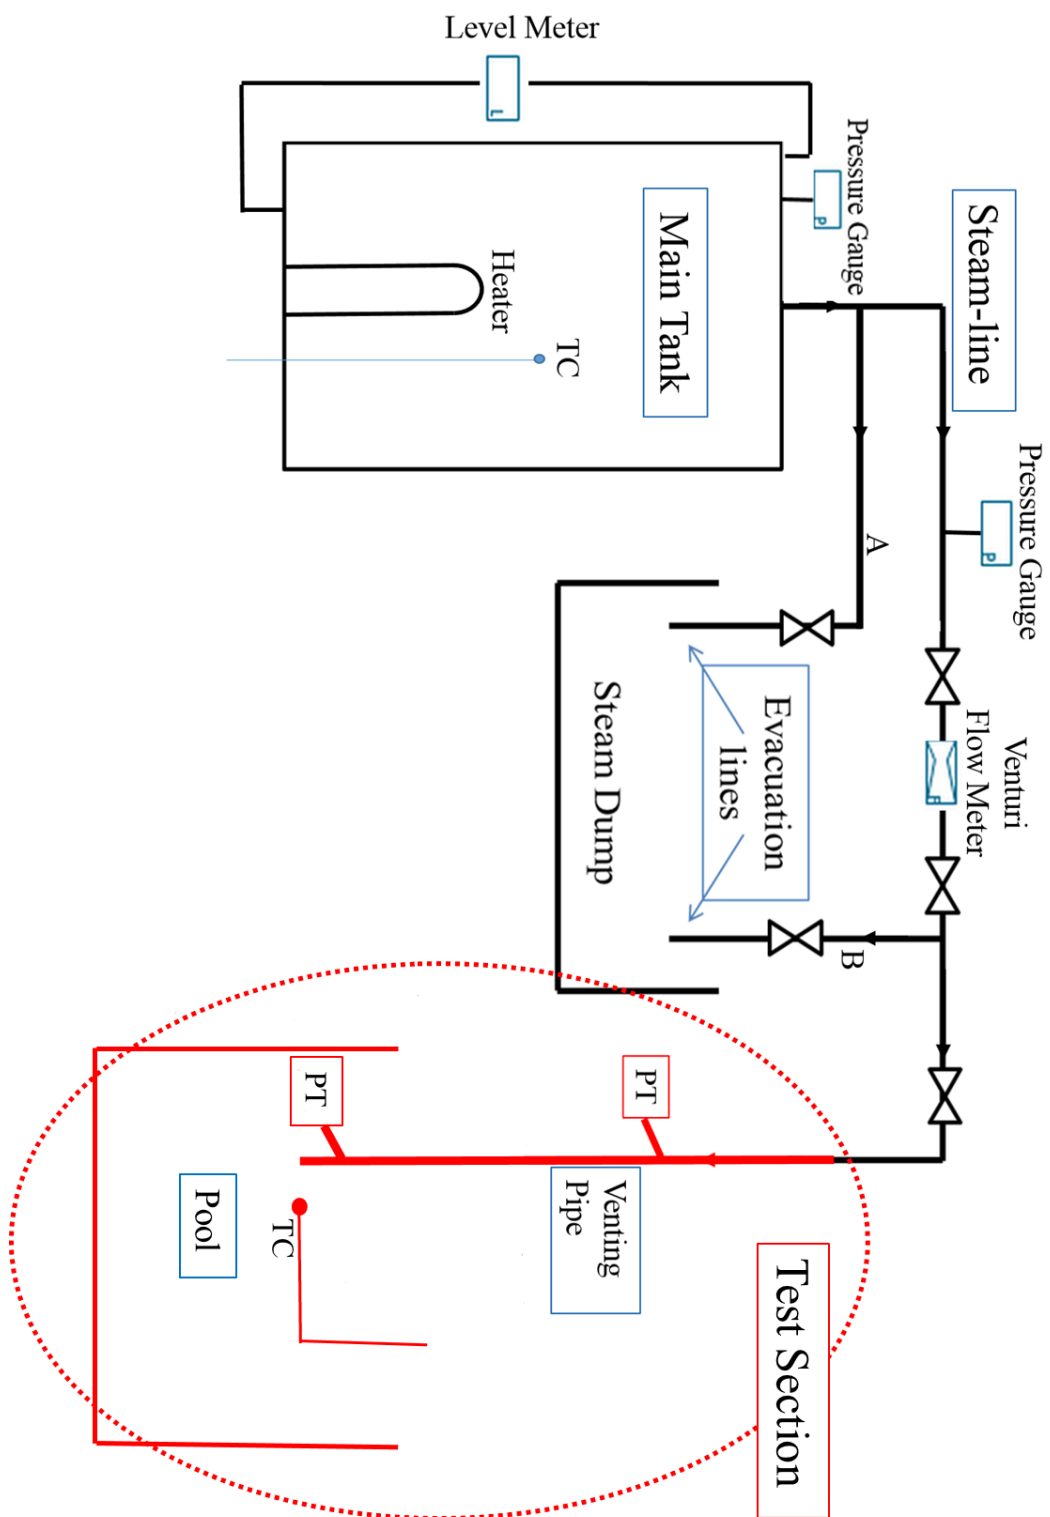 Level Meter
L
Pressure Gauge
P
Steam-line
Main Tank
Heater
TC
Pressure Gauge
P
A
Venturi
Flow Meter
F
Evacuation
lines
Steam Dump
B
PT
PT
Venting
Pipe
Pool
TC
Test Section